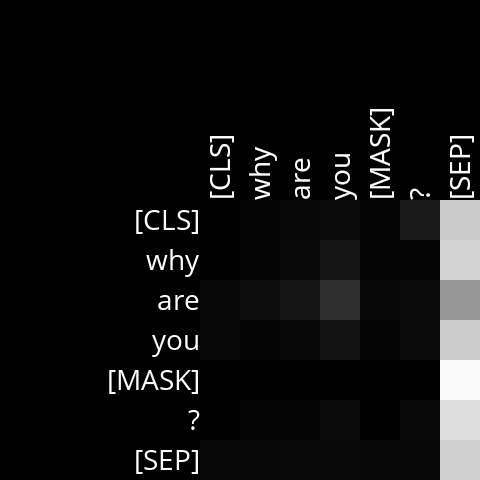 [CLS] why are you [MASK] ? [SEP]
[CLS]
why
are
you
[MASK]
?
[SEP]